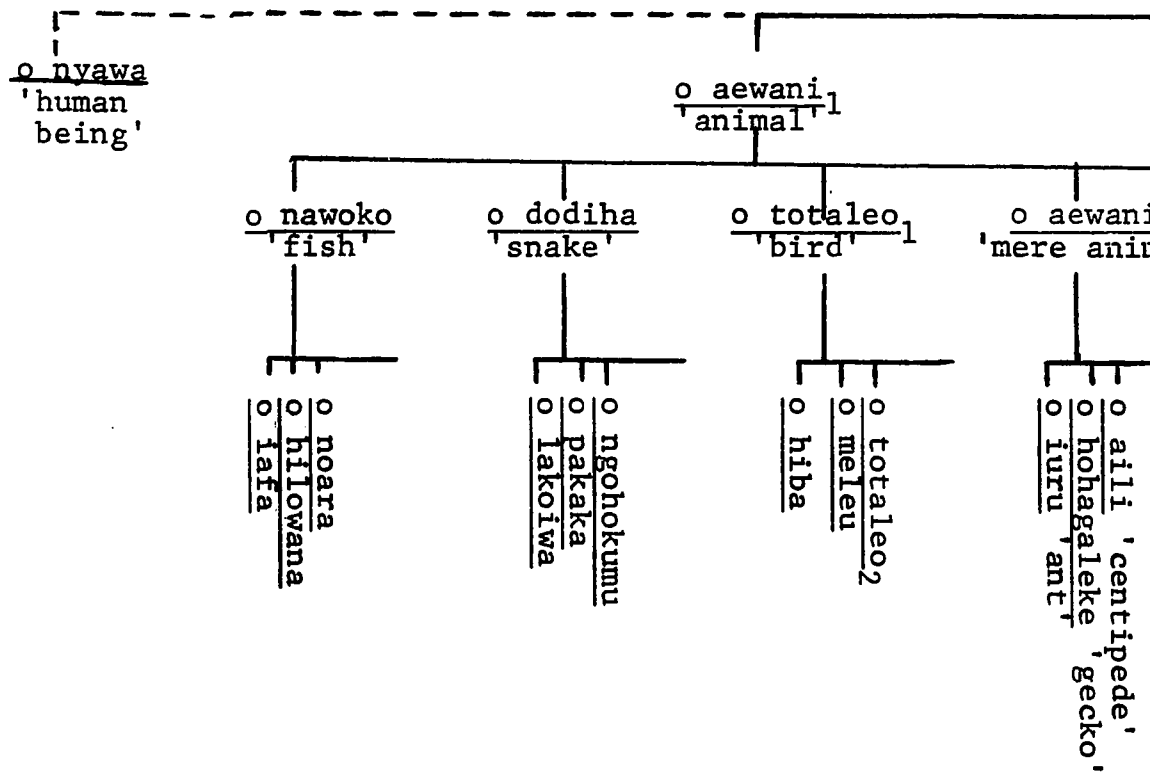 o nyawa
'human
being'
o aewani1
'animal'
o nawoko
'fish'
o dodiha
'snake'
o totaleo1
'bird'
o aewani
'mere
o noara
o hilowana
o iafa
o ngohokumu
o pakaka
o lakoiwa
o totaleo2
o meleu
o hiba
o aili 'centipede'
o hohagaleke 'gecko'
o iuru 'ant'